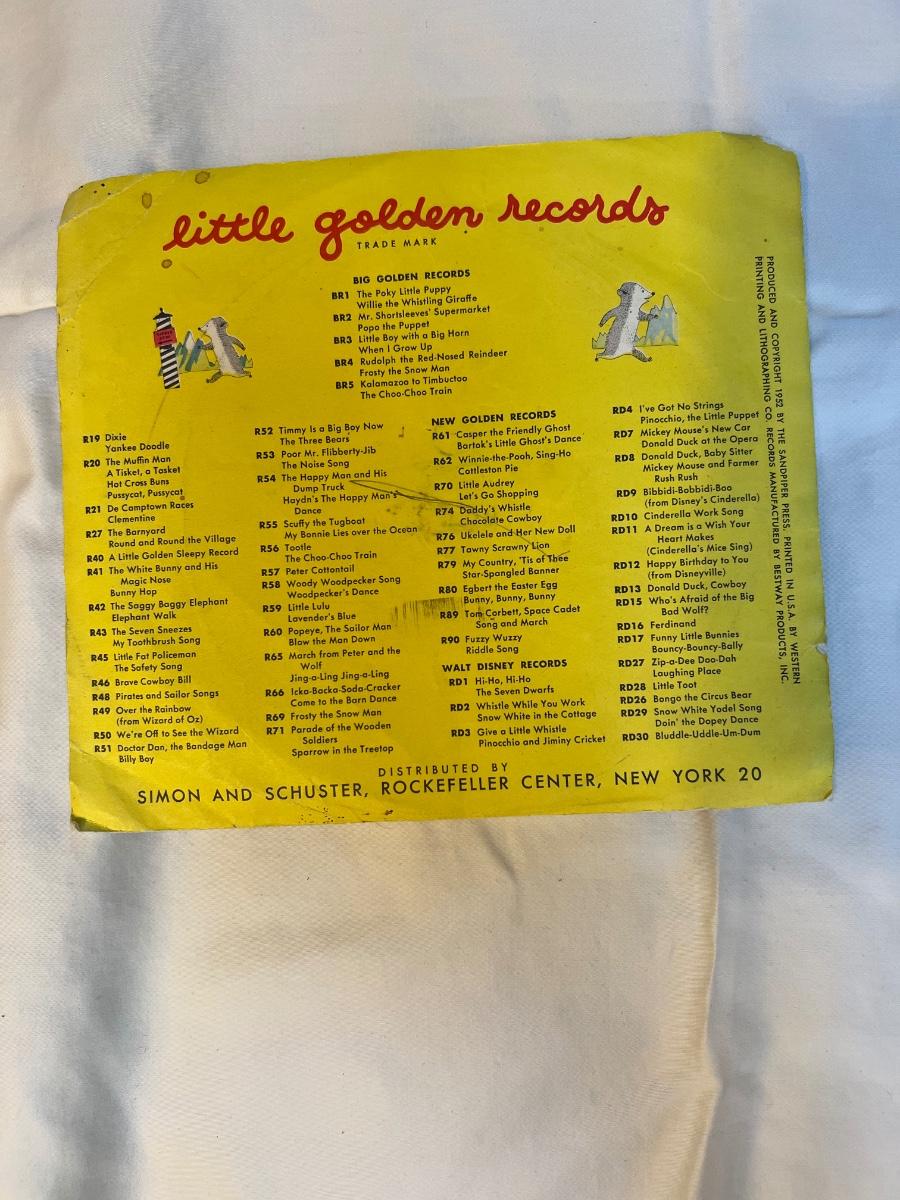 little golden records
TRADE MARK
BIG GOLDEN RECORDS
BR1 The Poky Little Puppy
Willie the Whistling Giraffe
BR2 Mr. Shortsleeves' Supermarket
Popo the Puppet
BR3 Little Boy with a Big Horn
When I Grow Up
BR4 Rudolph the Red-Nosed Reindeer
Frosty the Snow Man
BR5 Kalamazoo to Timbuctoo
The Choo-Choo Train
R19 Dixie
Yankee Doodle
R20 The Muffin Man
A Tisket, a Tasket
Hot Cross Buns
Pussycat, Pussycat
R21 De Camptown Races
Clementine
R27 The Barnyard
Round and Round the Village
R40 A Little Golden Sleepy Record
R41 The White Bunny and His
Magic Nose
Bunny Hop
R42 The Saggy Baggy Elephant
Elephant Walk
R43 The Seven Sneezes
My Toothbrush Song
R45 Little Fat Policeman
The Safety Song
R46 Brave Cowboy Bill
R48 Pirates and Sailor Songs
R49 Over the Rainbow
(from Wizard of Oz)
R50 We're Off to See the Wizard
R51 Doctor Dan, the Bandage Man
Billy Boy
R52 Timmy Is a Big Boy Now
The Three Bears
R53 Poor Mr. Flibberty-Jib
The Noise Song
R54 The Happy Man and His
Dump Truck
Haydn's The Happy Man's
Dance
R55 Scuffy the Tugboat
My Bonnie Lies over the Ocean
R56 Tootle
The Choo-Choo Train
R57 Peter Cottontail
R58 Woody Woodpecker Song
Woodpecker's Dance
R59 Little Lulu
Lavender's Blue
R60 Popeye, The Sailor Man
Blow the Man Down
R65 March from Peter and the
Wolf
Jing-a-Ling Jing-a-Ling
R66 Icka-Backa-Soda-Cracker
Come to the Barn Dance
R69 Frosty the Snow Man
R71 Parade of the Wooden
Soldiers
Sparrow in the Treetop
NEW GOLDEN RECORDS
R61 Casper the Friendly Ghost
Bartok's Little Ghost's Dance
R62 Winnie-the-Pooh, Sing-Ho
Cottleston Pie
R70 Little Audrey
Let's Go Shopping
R74 Daddy's Whistle
Chocolate Cowboy
R76 Ukelele and Her New Doll
R77 Tawny Scrawny Lion
R79 My Country, 'Tis of Thee
Star-Spangled Banner
R80 Egbert the Easter Egg
Bunny, Bunny, Bunny
R89 Tom Corbett, Space Cadet
Song and March
R90 Fuzzy Wuzzy
Riddle Song
WALT DISNEY RECORDS
RD1 Hi-Ho, Hi-Ho
The Seven Dwarfs
RD2 Whistle While You Work
Snow White in the Cottage
RD3 Give a Little Whistle
Pinocchio and Jiminy Cricket
RD4 I've Got No Strings
Pinocchio, the Little Puppet
RD7 Mickey Mouse's New Car
Donald Duck at the Opera
RD8 Donald Duck, Baby Sitter
Mickey Mouse and Farmer
Rush Rush
RD9 Bibbidi-Bobbidi-Boo
(from Disney's Cinderella)
RD10 Cinderella Work Song
RD11 A Dream is a Wish Your
Heart Makes
(Cinderella's Mice Sing)
RD12 Happy Birthday to You
(from Disneyville)
RD13 Donald Duck, Cowboy
RD15 Who's Afraid of the Big
Bad Wolf?
RD16 Ferdinand
RD17 Funny Little Bunnies
Bouncy-Bouncy-Bally
RD27 Zip-a-Dee Doo-Dah
Laughing Place
RD28 Little Toot
RD26 Bongo the Circus Bear
RD29 Snow White Yodel Song
Doin' the Dopey Dance
RD30 Bluddle-Uddle-Um-Dum
PRODUCED AND COPYRIGHT 1952 BY THE SANDPIPER PRESS. PRINTED IN U.S.A. BY WESTERN
PRINTING AND LITHOGRAPHING CO. RECORDS MANUFACTURED BY BESTWAY PRODUCTS, INC.
DISTRIBUTED BY
SIMON AND SCHUSTER, ROCKEFELLER CENTER, NEW YORK 20